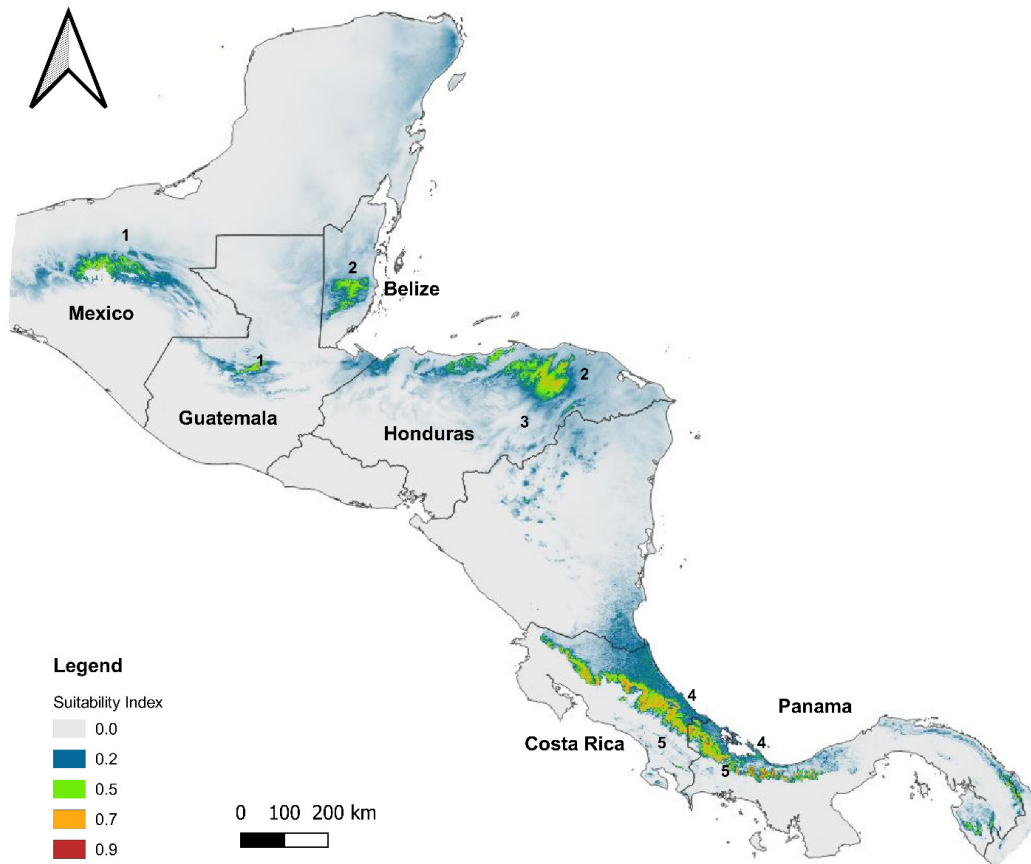 1
2
Belize
Mexico
1
2
Guatemala
3
Honduras
Legend
4
Panama
Suitability Index
0.0
Costa Rica
5
4
0.2
5
0.5
0 100 200 km
0.7
0.9